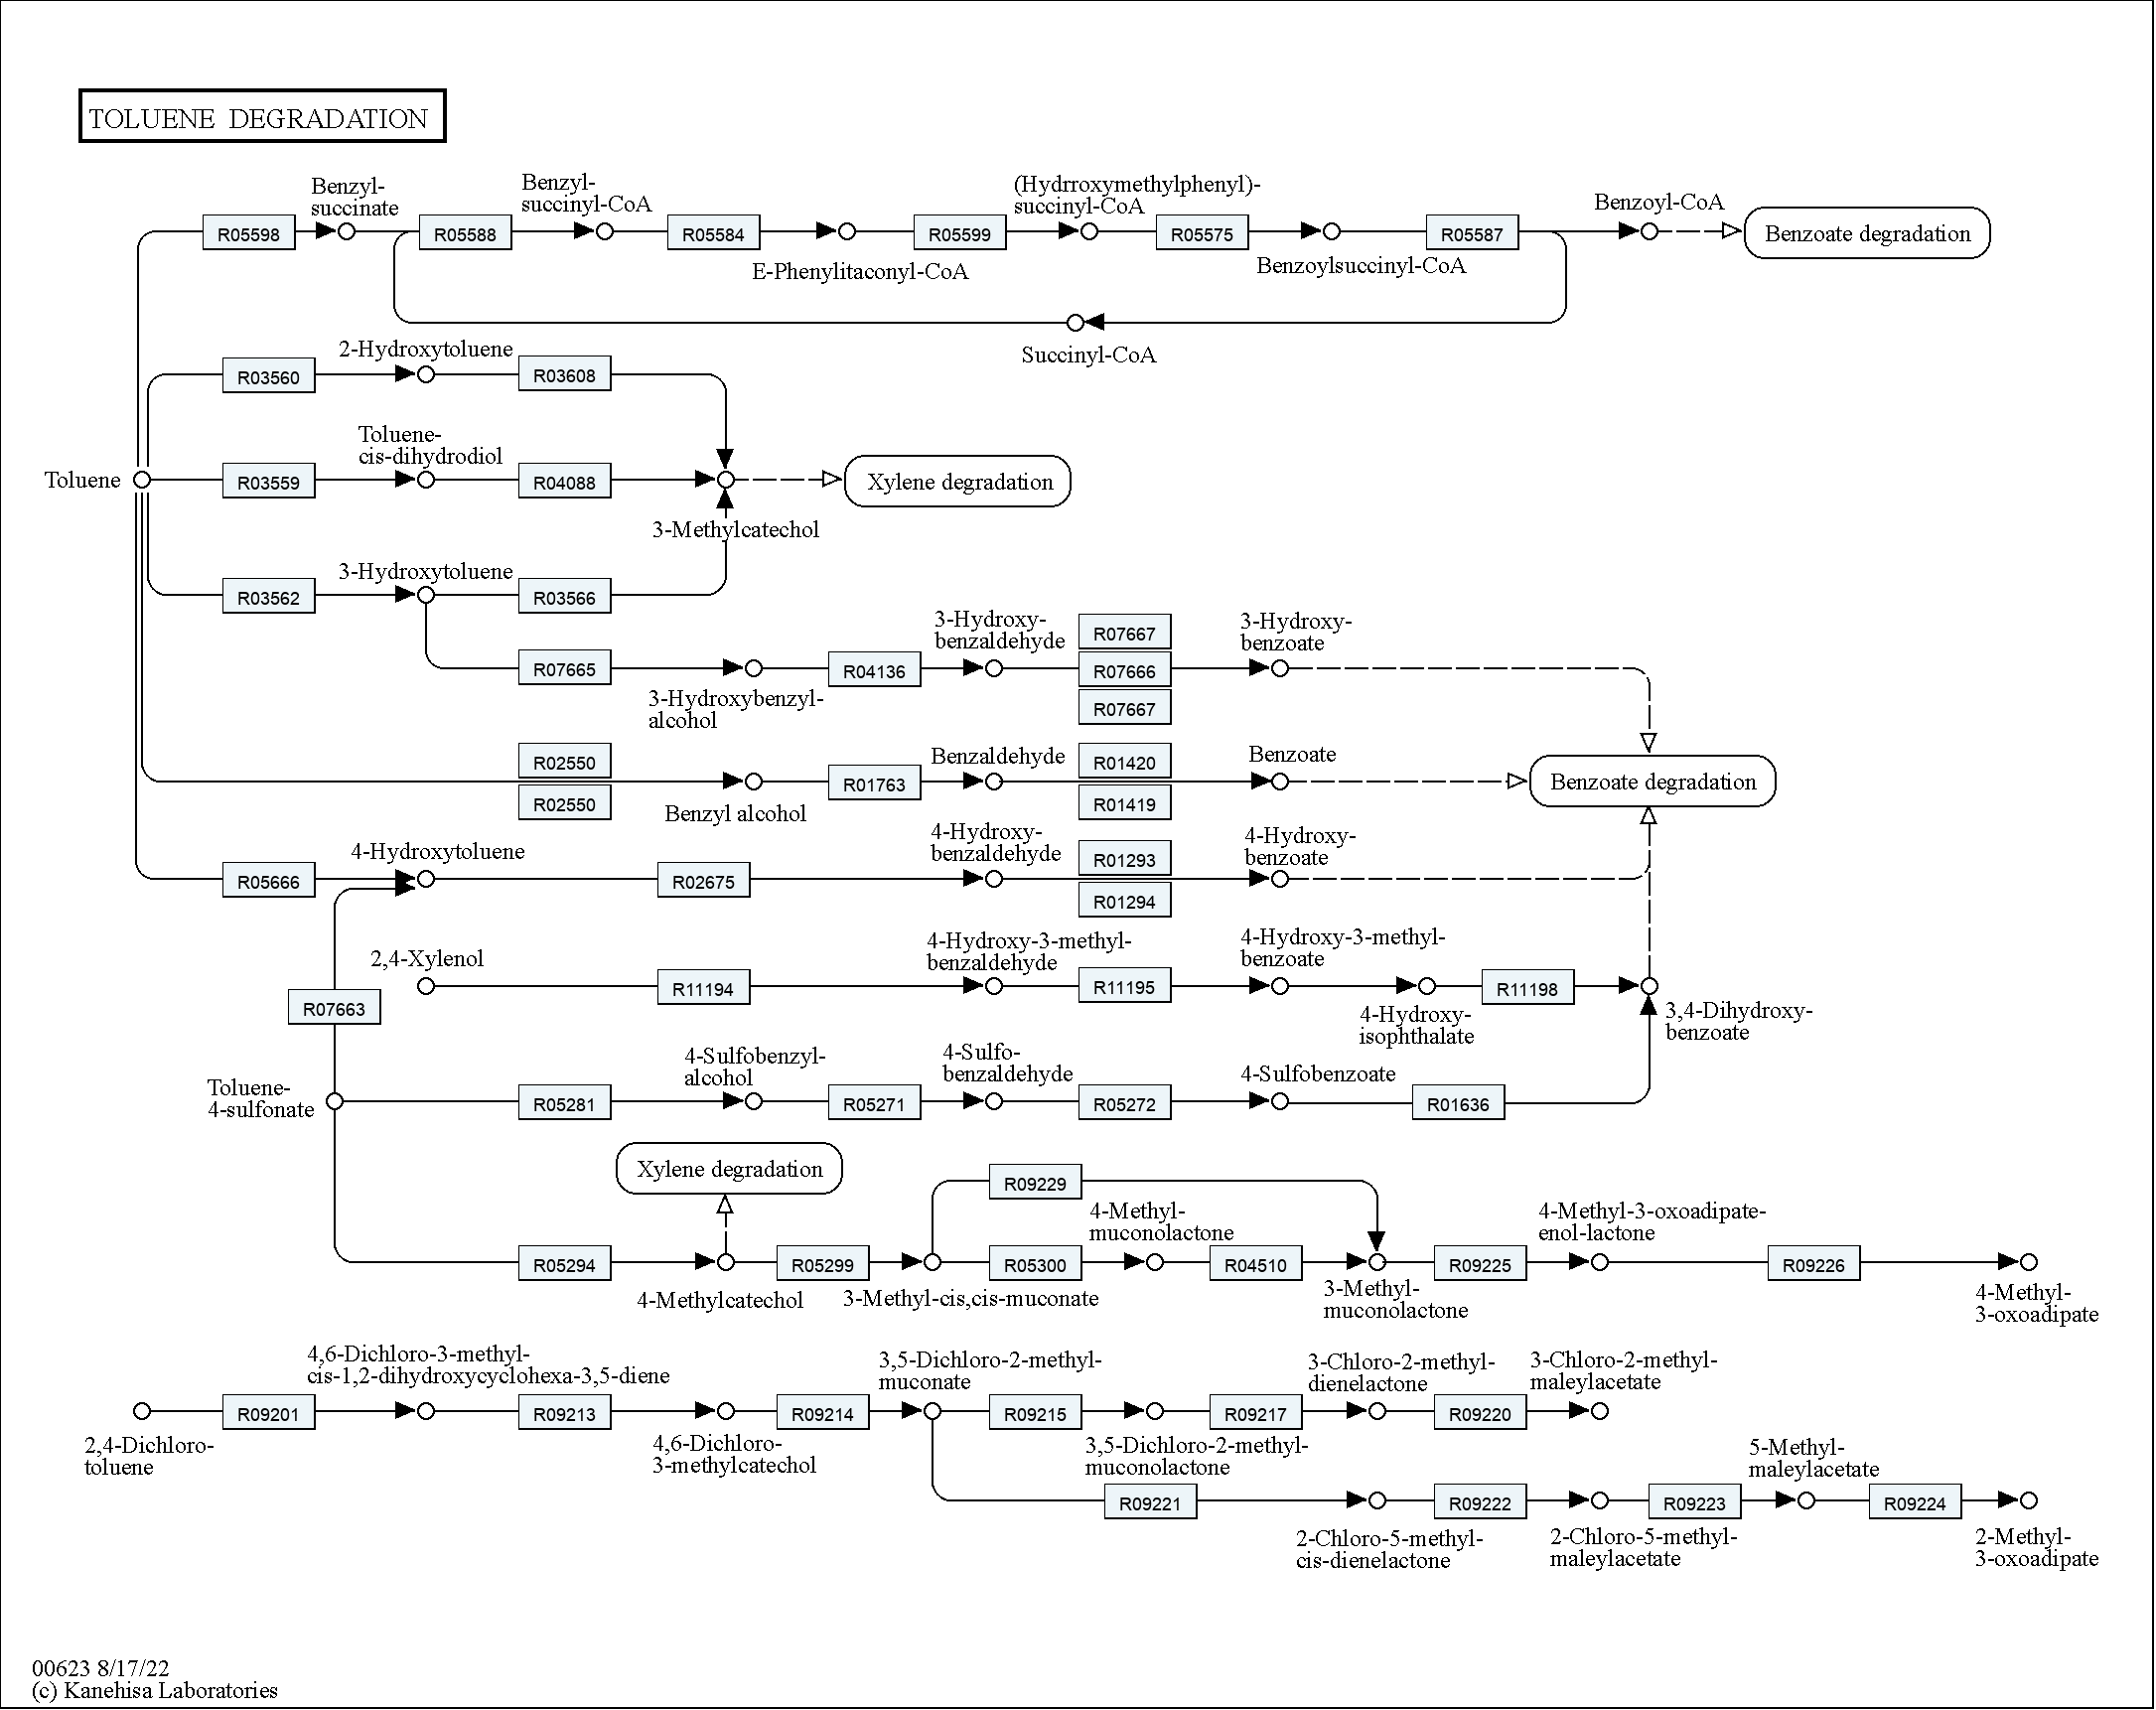 TOLUENE DEGRADATION
Benzyl-
succinate
Benzyl-
succinyl-CoA
(Hydrroxymethylphenyl)-
succinyl-CoA
Benzoyl-CoA
R05598
R05588
R05584
R05599
R05575
R05587
Benzoate degradation
E-Phenylitaconyl-CoA
Benzoylsuccinyl-CoA
Succinyl-CoA
2-Hydroxytoluene
R03560
R03608
Toluene-
cis-dihydrodiol
Toluene
R03559
R04088
Xylene degradation
3-Methylcatechol
3-Hydroxytoluene
R03562
R03566
3-Hydroxy-
benzaldehyde
R07667
3-Hydroxy-
benzoate
R07665
R04136
R07666
3-Hydroxybenzyl-
alcohol
R07667
R02550
Benzaldehyde
R01420
Benzoate
R01763
Benzoate degradation
R02550
Benzyl alcohol
R01419
4-Hydroxytoluene
4-Hydroxy-
benzaldehyde
R01293
4-Hydroxy-
benzoate
R05666
R02675
R01294
2,4-Xylenol
4-Hydroxy-3-methyl-
benzaldehyde
4-Hydroxy-3-methyl-
benzoate
R11194
R11195
R11198
R07663
4-Hydroxy-
isophthalate
3,4-Dihydroxy-
benzoate
4-Sulfobenzyl-
alcohol
4-Sulfo-
benzaldehyde
4-Sulfobenzoate
Toluene-
4-sulfonate
R05281
R05271
R05272
R01636
Xylene degradation
R09229
4-Methyl-
muconolactone
4-Methyl-3-oxoadipate-
enol-lactone
R05294
R05299
R05300
R04510
R09225
R09226
4-Methylcatechol
3-Methyl-cis,cis-muconate
3-Methyl-
muconolactone
4-Methyl-
3-oxoadipate
4,6-Dichloro-3-methyl-
cis-1,2-dihydroxycyclohexa-3,5-diene
3,5-Dichloro-2-methyl-
muconate
3-Chloro-2-methyl-
dienelactone
3-Chloro-2-methyl-
maleylacetate
R09201
R09213
R09214
R09215
R09217
R09220
2,4-Dichloro-
toluene
4,6-Dichloro-
3-methylcatechol
3,5-Dichloro-2-methyl-
muconolactone
5-Methyl-
maleylacetate
R09221
R09222
R09223
R09224
2-Chloro-5-methyl-
cis-dienelactone
2-Chloro-5-methyl-
maleylacetate
2-Methyl-
3-oxoadipate
00623 8/17/22
(c) Kanehisa Laboratories